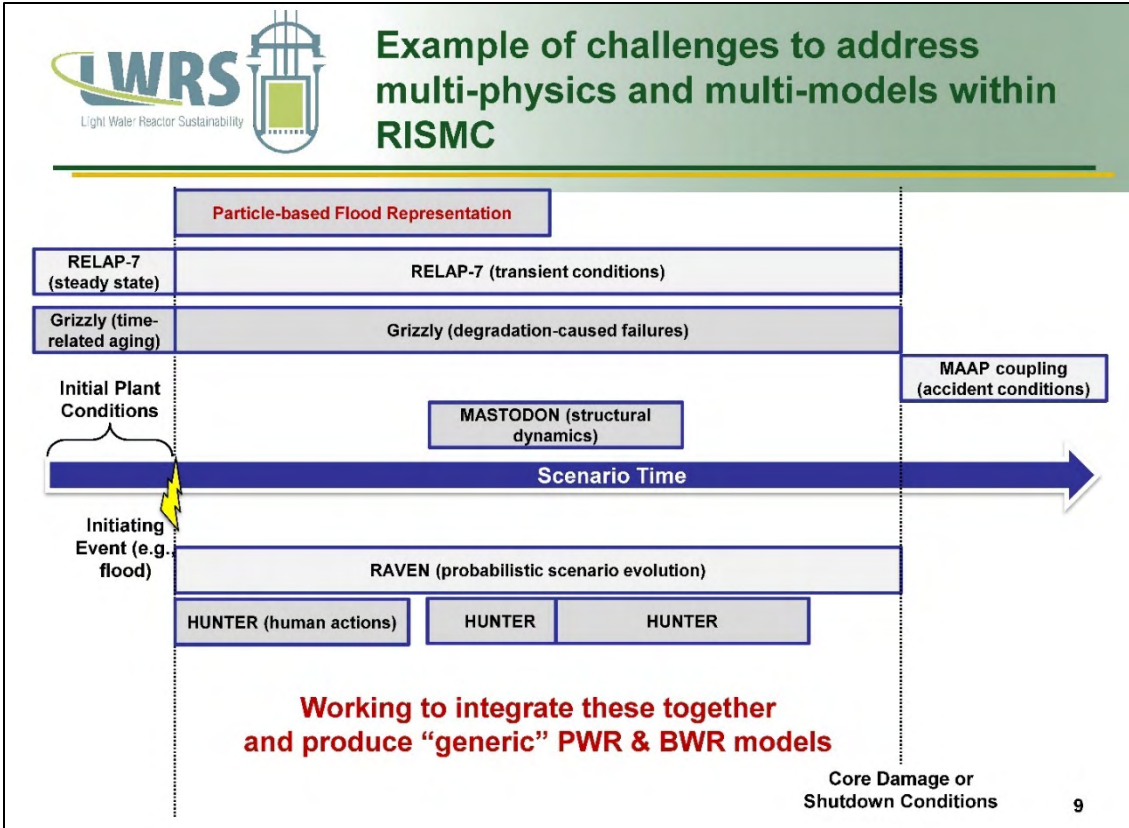 LWRS
Light Water Reactor Sustainability
Example of challenges to address
multi-physics and multi-models within
RISMC
Particle-based Flood Representation
RELAP-7
(steady state)
RELAP-7 (transient conditions)
Grizzly (time-
related aging)
Grizzly (degradation-caused failures)
MAAP coupling
(accident conditions)
Initial Plant
Conditions
MASTODON (structural
dynamics)
Scenario Time
Initiating
Event (e.g.,
flood)
RAVEN (probabilistic scenario evolution)
HUNTER (human actions)
HUNTER
HUNTER
Working to integrate these together
and produce “generic” PWR & BWR models
Core Damage or
Shutdown Conditions
9